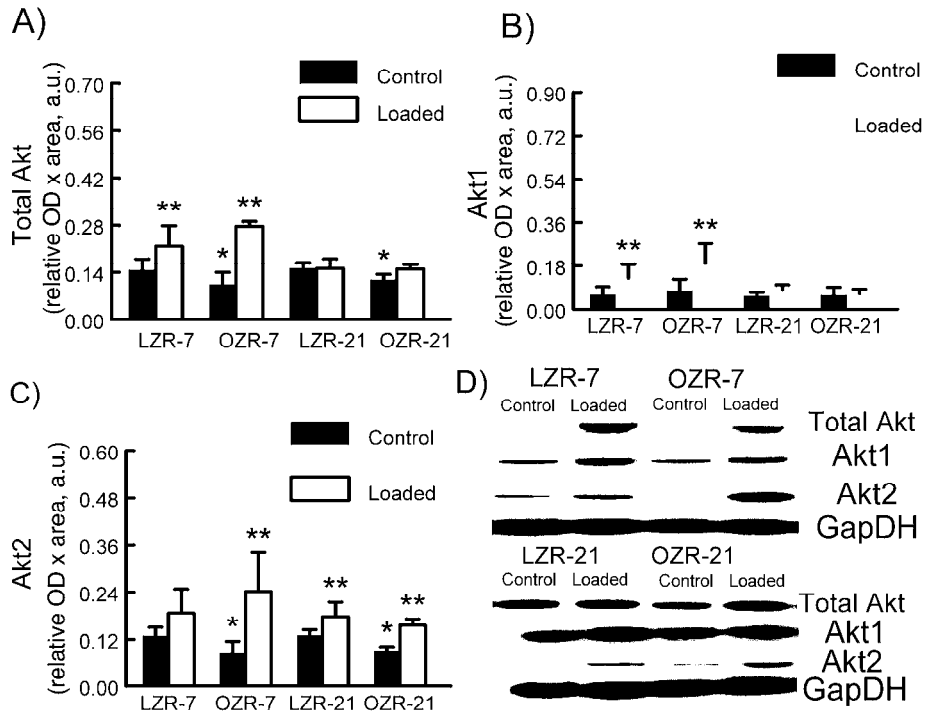 A)
Total Akt
(relative OD x area, a.u.)
0.70
0.56
0.42
0.28
0.14
0.00
Control
Loaded
**
*
**
*
LZR-7 OZR-7 LZR-21 OZR-21
B)
Akt1
(relative OD x area, a.u.)
0.90
0.72
0.54
0.36
0.18
0.00
Control
Loaded
**
**
LZR-7 OZR-7 LZR-21 OZR-21
C)
Akt2
(relative OD x area, a.u.)
0.60
0.48
0.36
0.24
0.12
0.00
Control
Loaded
*
**
**
*
**
LZR-7 OZR-7 LZR-21 OZR-21
D)
LZR-7 OZR-7
Control Loaded Control Loaded
Total Akt
Akt1
Akt2
GapDH
LZR-21 OZR-21
Control Loaded Control Loaded
Total Akt
Akt1
Akt2
GapDH